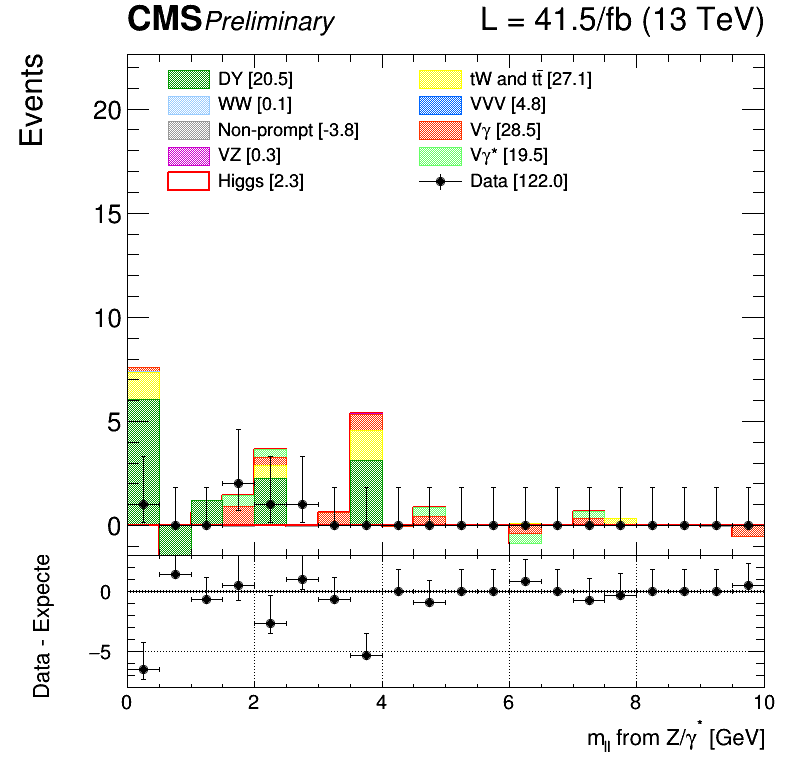 CMS Preliminary L = 41.5/fb (13 TeV)
Events
DY [20.5] tW and tt̄ [27.1]
WW [0.1] VVV [4.8]
Non-prompt [-3.8] Vγ [28.5]
VZ [0.3] Vγ* [19.5]
Higgs [2.3] Data [122.0]
20
15
10
5
0
Data - Expecte
0
−5
0 2 4 6 8 10
m_ll from Z/γ* [GeV]